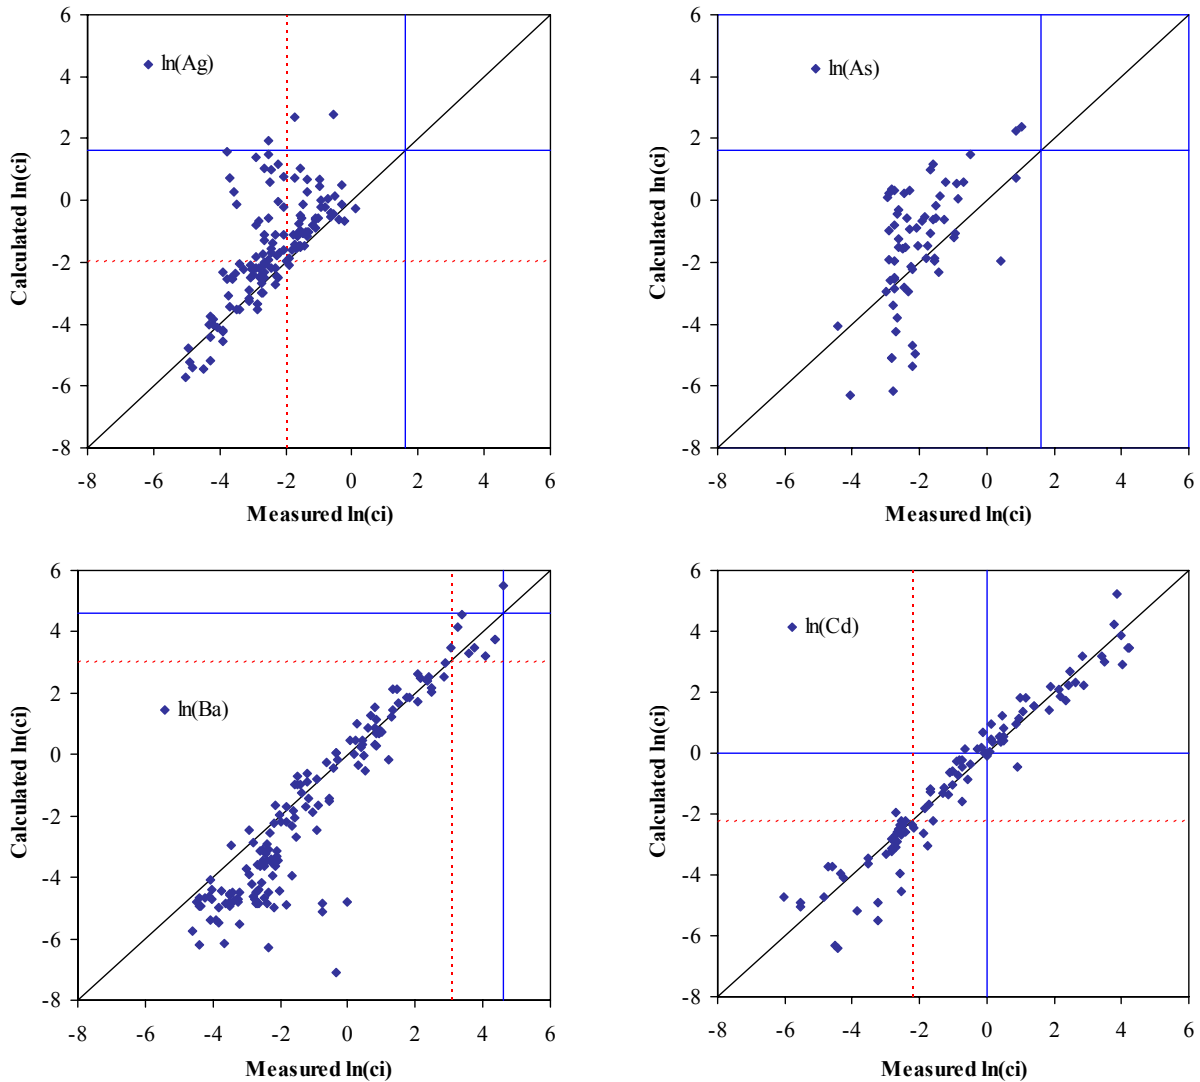 6
4
2
0
-2
-4
-6
-8
-8 -6 -4 -2 0 2 4 6
Calculated ln(ci)
Measured ln(ci)
ln(Ag)
6
4
2
0
-2
-4
-6
-8
-8 -6 -4 -2 0 2 4 6
Calculated ln(ci)
Measured ln(ci)
ln(As)
6
4
2
0
-2
-4
-6
-8
-8 -6 -4 -2 0 2 4 6
Calculated ln(ci)
Measured ln(ci)
ln(Ba)
6
4
2
0
-2
-4
-6
-8
-8 -6 -4 -2 0 2 4 6
Calculated ln(ci)
Measured ln(ci)
ln(Cd)